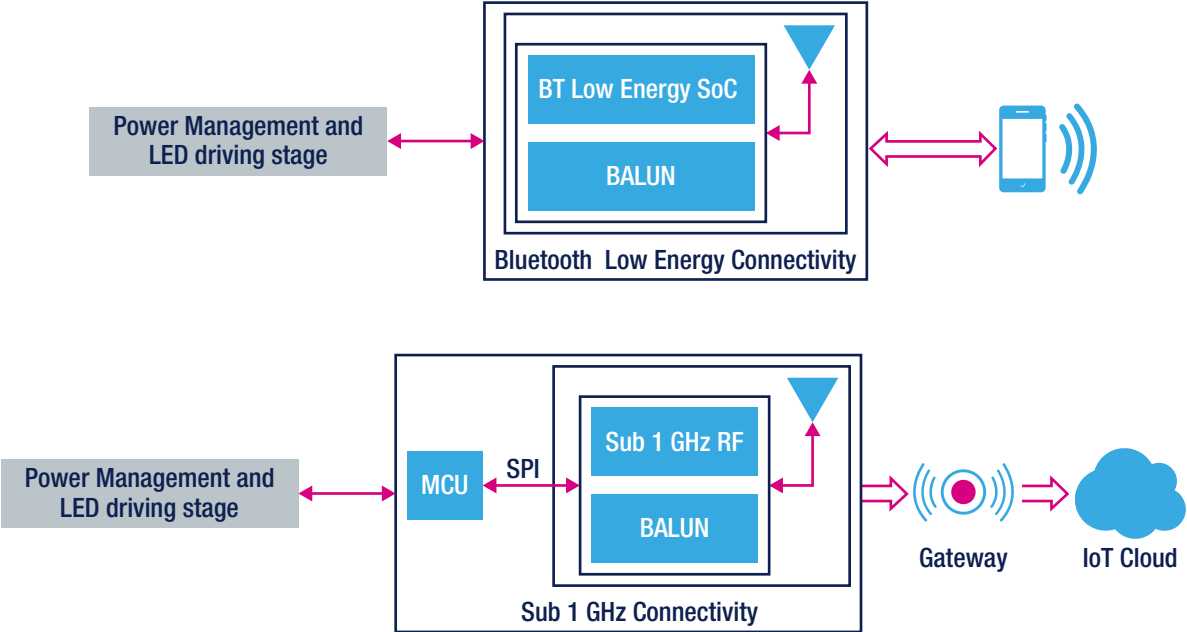 BT Low Energy SoC
Power Management and
LED driving stage
BALUN
Bluetooth Low Energy Connectivity
Sub 1 GHz RF
Power Management and
LED driving stage
MCU
SPI
BALUN
Gateway
IoT Cloud
Sub 1 GHz Connectivity